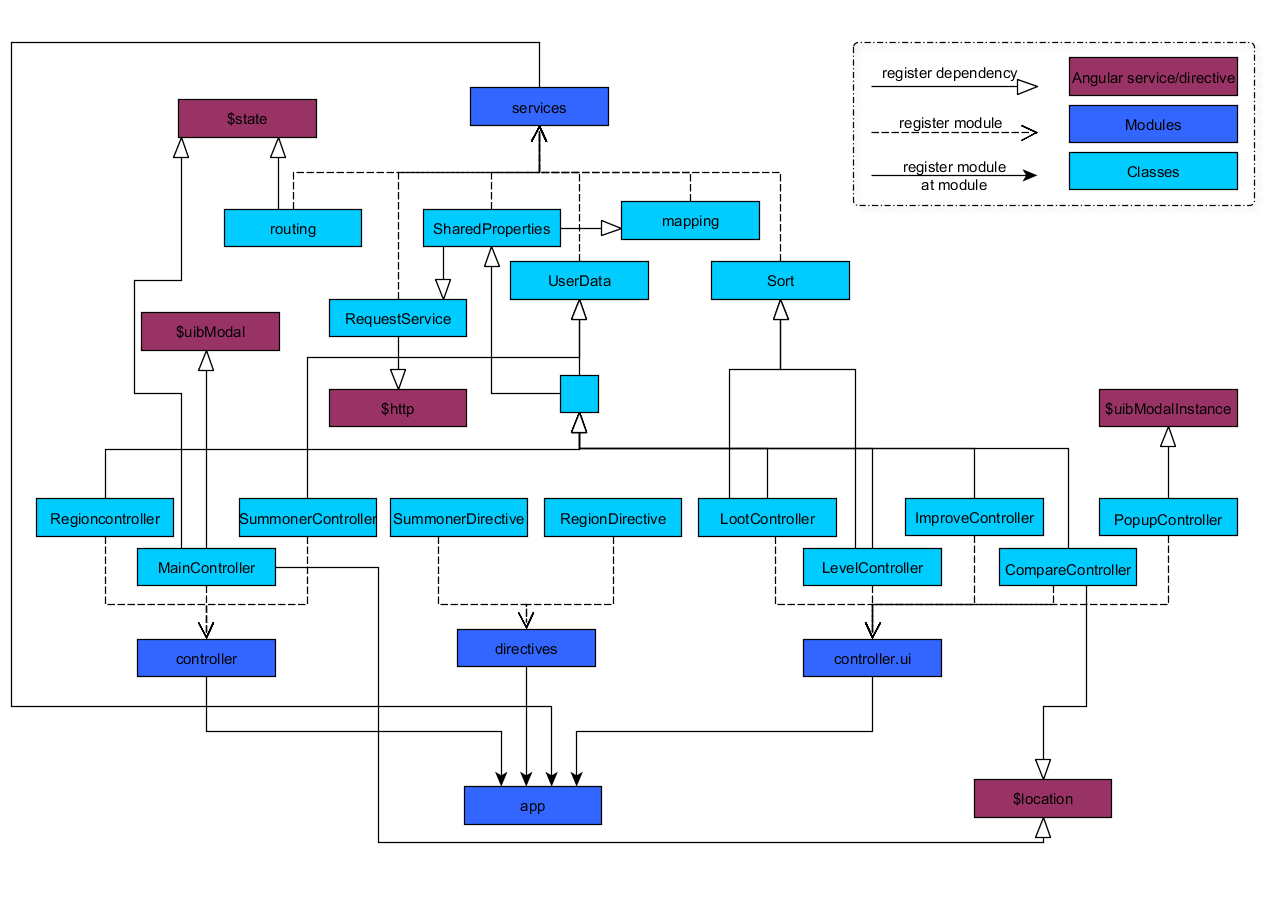 register dependency
Angular service/directive
services
$state
register module
Modules
register module
at module
Classes
routing
SharedProperties
mapping
UserData
Sort
RequestService
$uibModal
$http
$uibModalInstance
Regioncontroller
SummonerController
SummonerDirective
RegionDirective
LootController
ImproveController
PopupController
MainController
LevelController
CompareController
controller
directives
controller.ui
app
$location